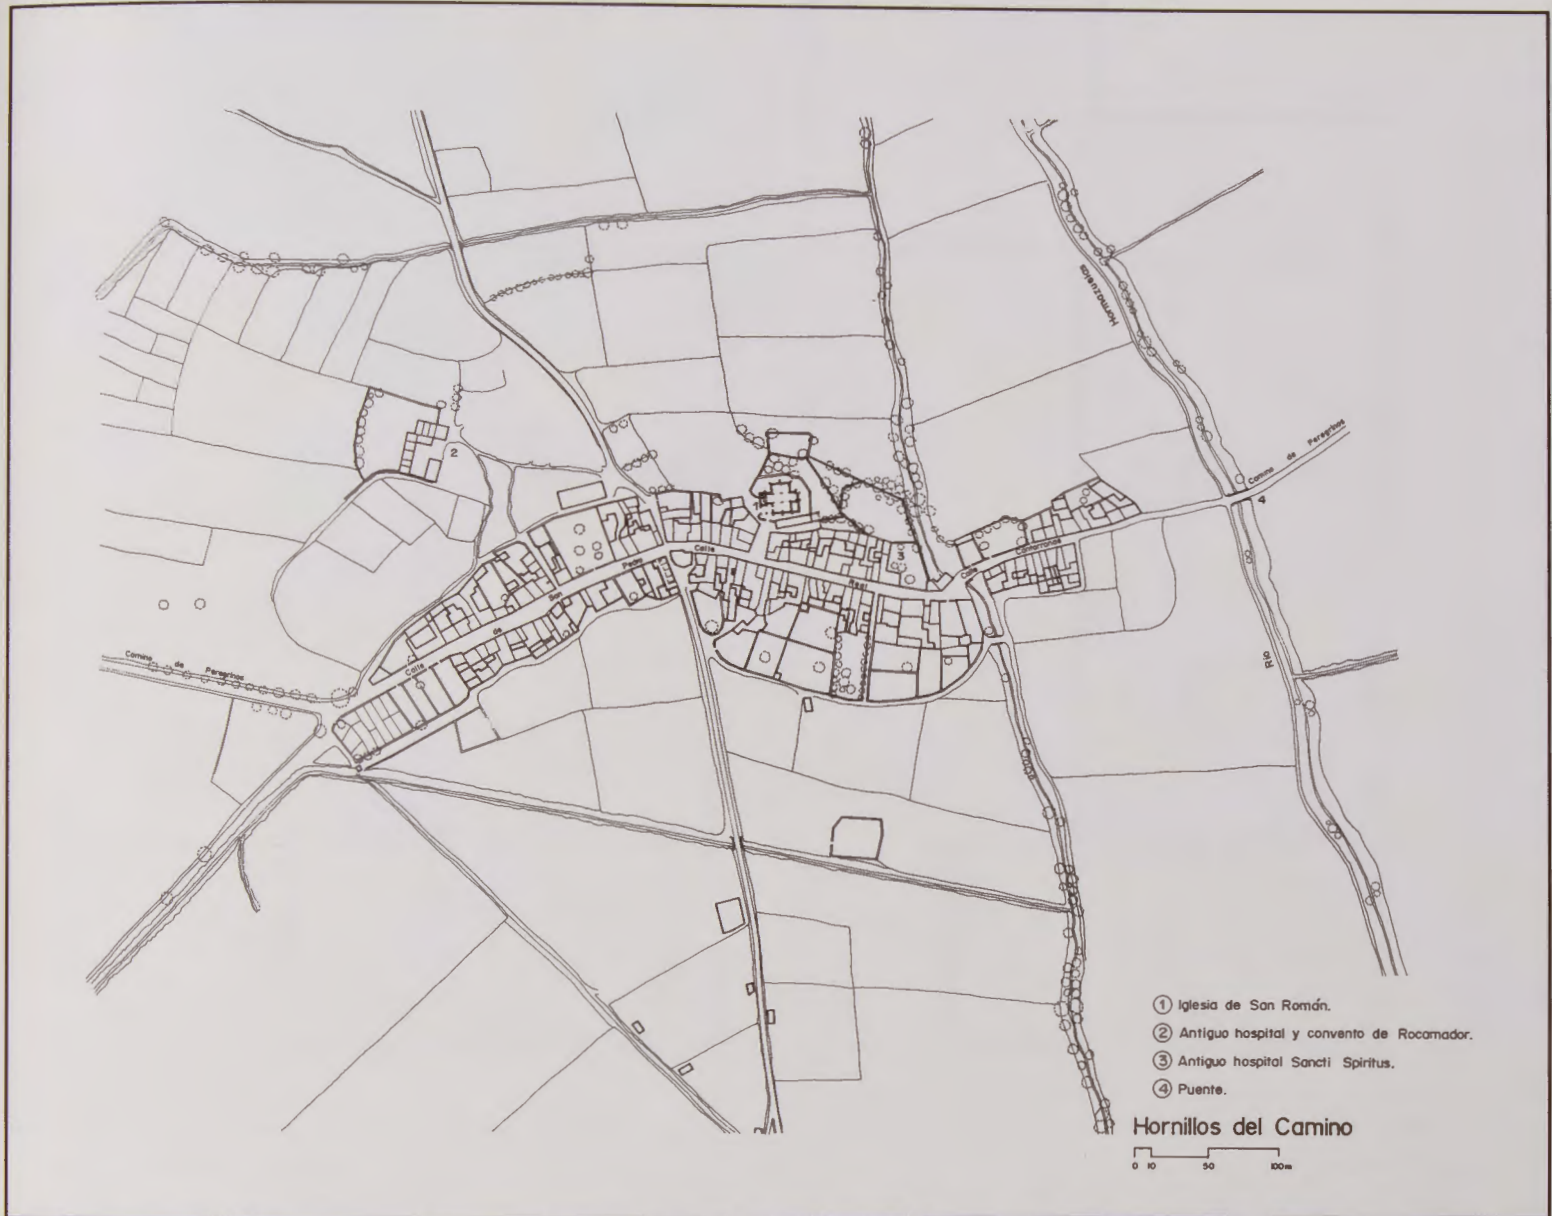 Hormazuelas
Camino de Peregrinos
4
2
1
Calle Real
3
Calle Cantarranas
Calle de San Pedro
Camino de Peregrinos
Río
1 Iglesia de San Román.
2 Antiguo hospital y convento de Rocamador.
3 Antiguo hospital Sancti Spiritus.
4 Puente.
Hornillos del Camino
0 10 50 100m